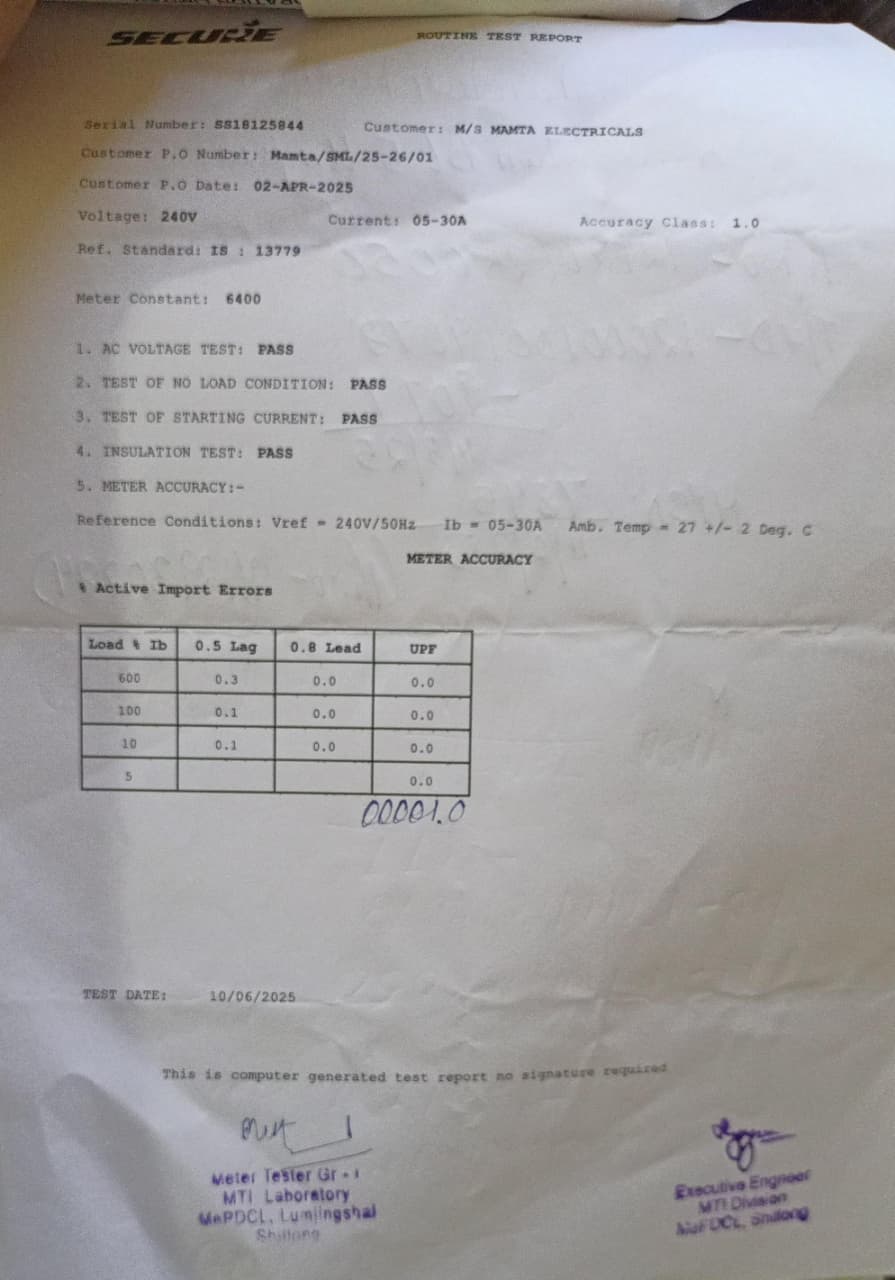 SECURE
ROUTINE TEST REPORT
Serial Number: SS18125844 Customer: M/S MAMTA ELECTRICALS
Customer P.O Number: Mamta/SML/25-26/01
Customer P.O Date: 02-APR-2025
Voltage: 240V Current: 05-30A Accuracy Class: 1.0
Ref. Standard: IS : 13779
Meter Constant: 6400
1. AC VOLTAGE TEST: PASS
2. TEST OF NO LOAD CONDITION: PASS
3. TEST OF STARTING CURRENT: PASS
4. INSULATION TEST: PASS
5. METER ACCURACY:-
Reference Conditions: Vref = 240V/50Hz Ib = 05-30A Amb. Temp = 27 +/- 2 Deg. C
METER ACCURACY
% Active Import Errors
Load % Ib 0.5 Lag 0.8 Lead UPF
600 0.3 0.0 0.0
100 0.1 0.0 0.0
10 0.1 0.0 0.0
5 0.0
00001.0
TEST DATE: 10/06/2025
This is computer generated test report no signature required
Meter Tester Gr - I
MTI Laboratory
MePDCL, Lumjingshai
Shillong
Executive Engineer
MTI Division
MePDCL, Shillong